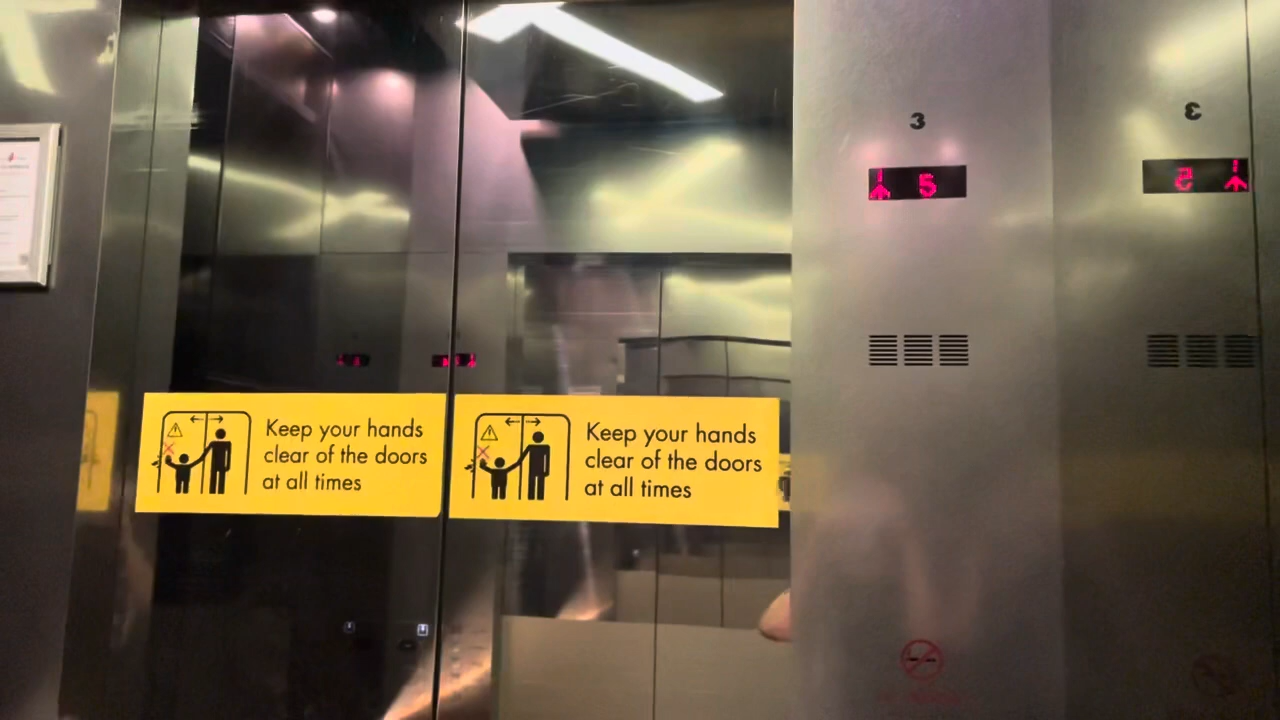 3
5
Keep your hands
clear of the doors
at all times
Keep your hands
clear of the doors
at all times